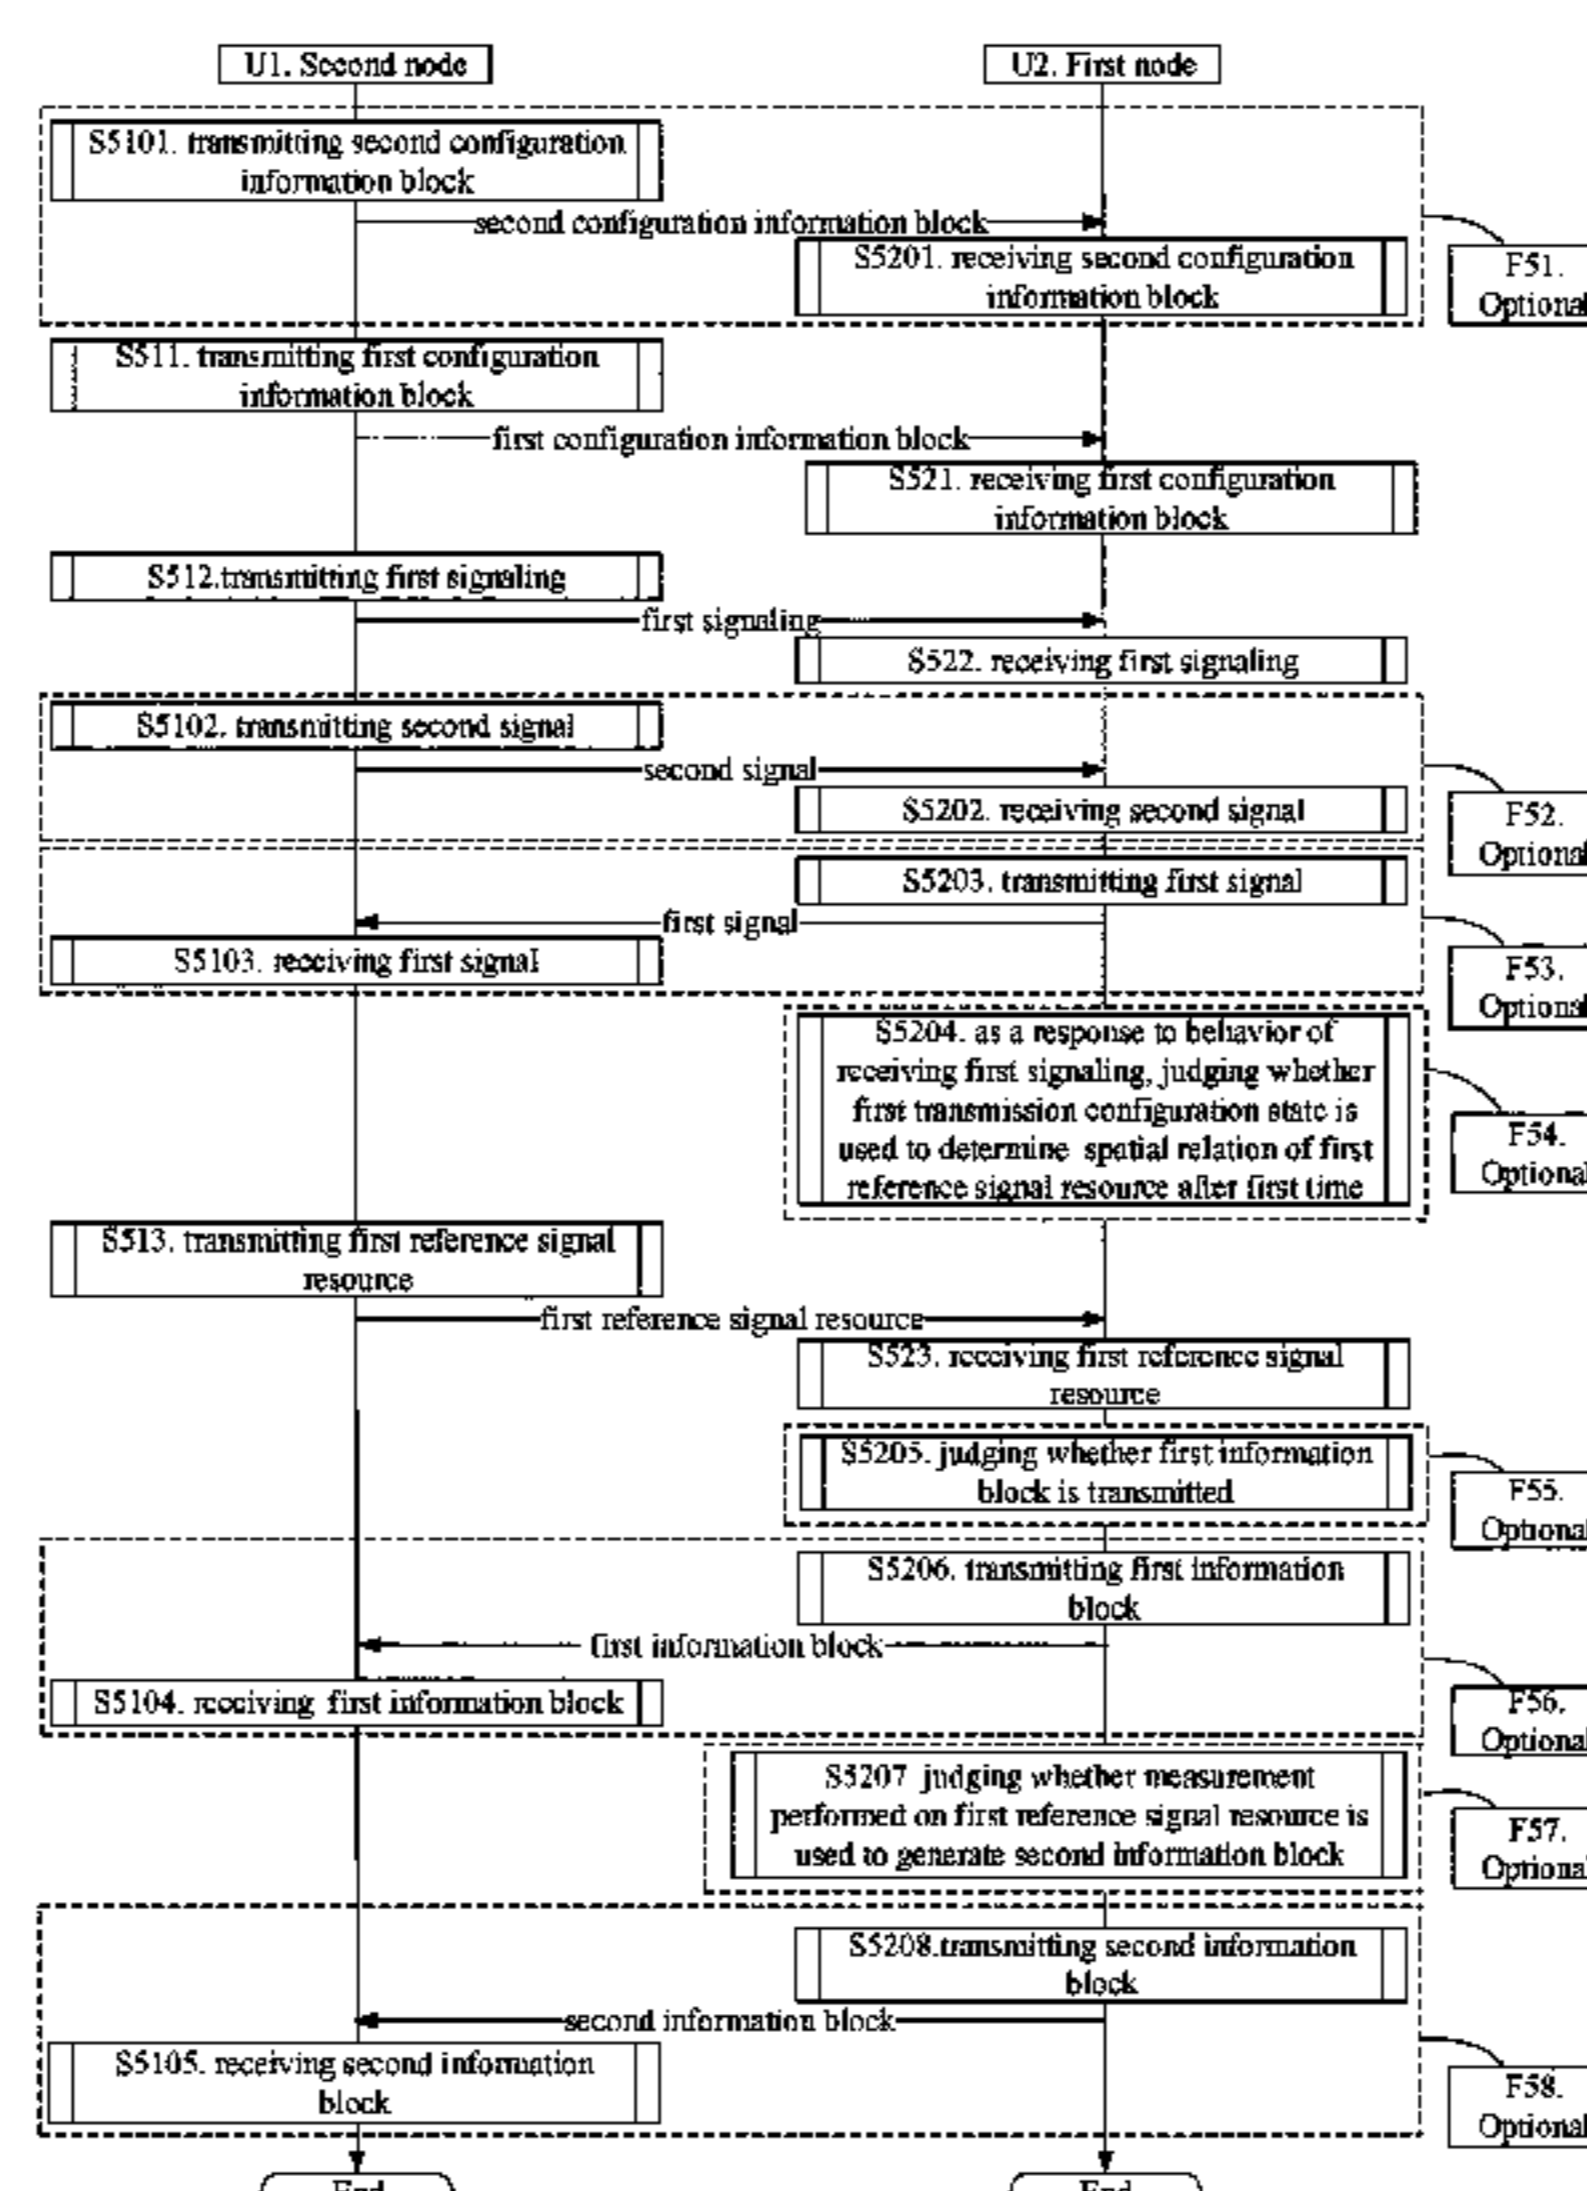 U1. Second node
U2. First node
S5101. transmitting second configuration
information block
second configuration information block
S5201. receiving second configuration
information block
F51.
Optional
S511. transmitting first configuration
information block
first configuration information block
S521. receiving first configuration
information block
S512.transmitting first signaling
first signaling
S522. receiving first signaling
S5102. transmitting second signal
second signal
S5202. receiving second signal
F52.
Optional
S5203. transmitting first signal
first signal
S5103. receiving first signal
F53.
Optional
S5204. as a response to behavior of
receiving first signaling, judging whether
first transmission configuration state is
used to determine spatial relation of first
reference signal resource after first time
F54.
Optional
S513. transmitting first reference signal
resource
first reference signal resource
S523. receiving first reference signal
resource
S5205. judging whether first information
block is transmitted
F55.
Optional
S5206. transmitting first information
block
first information block
S5104. receiving first information block
F56.
Optional
S5207 judging whether measurement
performed on first reference signal resource is
used to generate second information block
F57.
Optional
S5208.transmitting second information
block
second information block
S5105. receiving second information
block
F58.
Optional
End
End